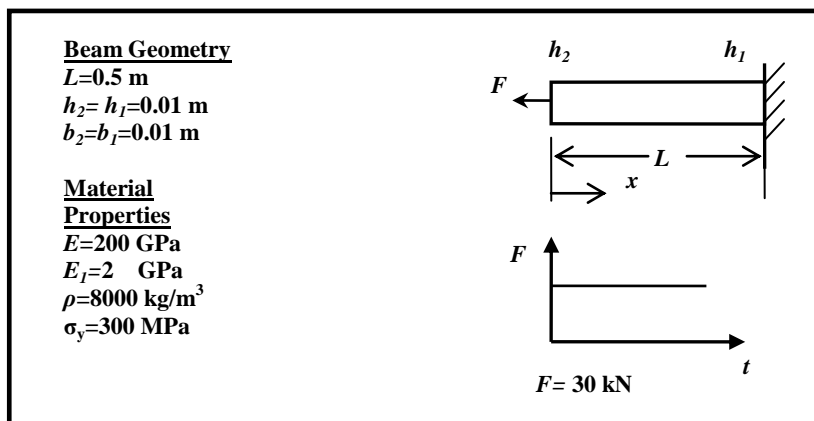 Beam Geometry
L=0.5 m
h₂= h₁=0.01 m
b₂=b₁=0.01 m
Material
Properties
E=200 GPa
E₁=2 GPa
ρ=8000 kg/m³
σy=300 MPa
h₂ h₁
F
L
x
F
t
F= 30 kN